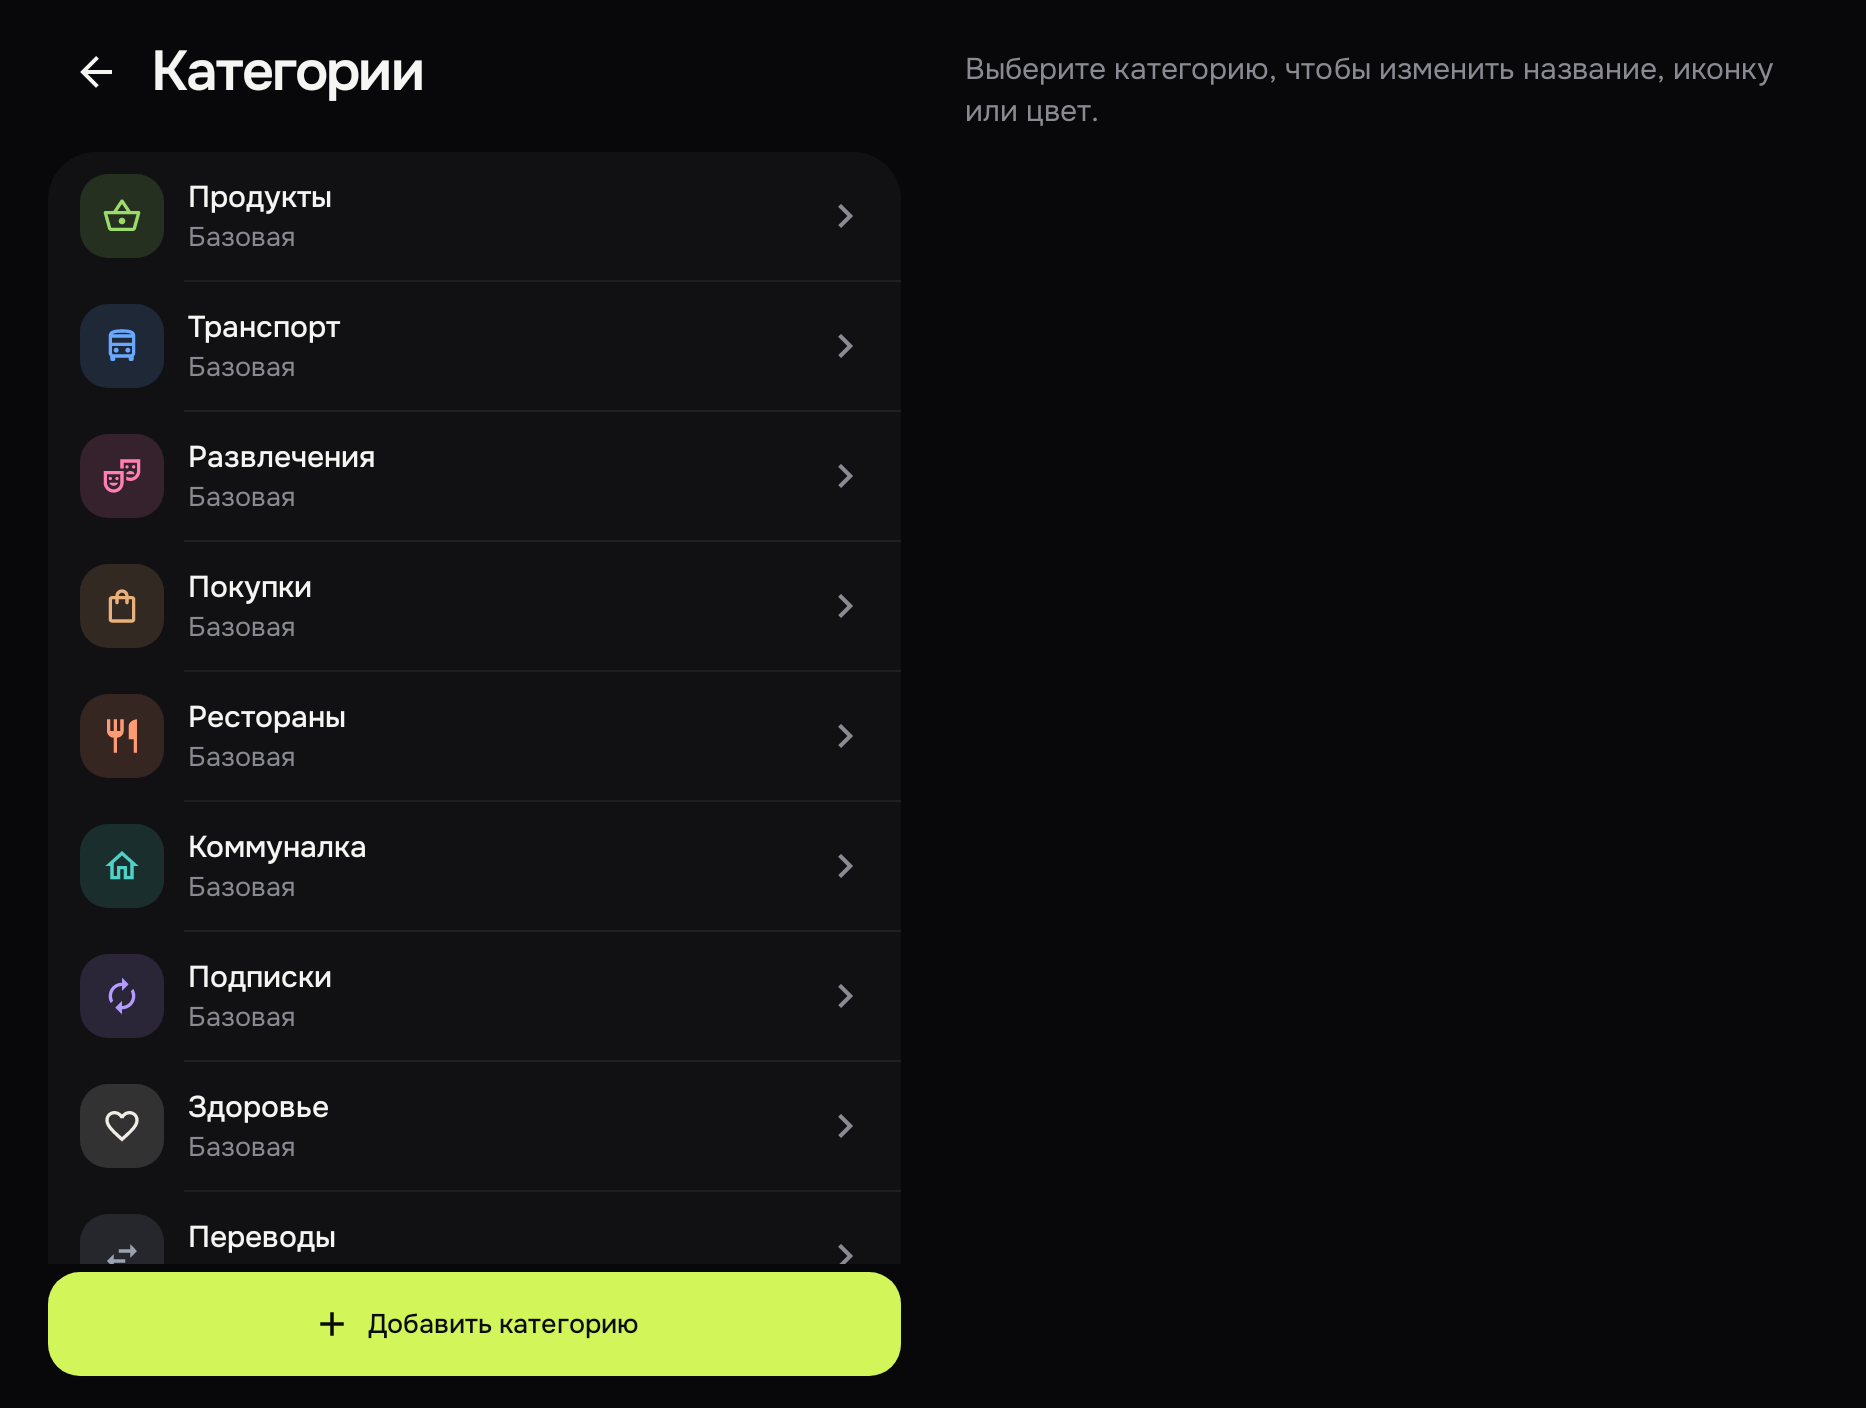 Категории
Продукты
Базовая
Транспорт
Базовая
Развлечения
Базовая
Покупки
Базовая
Рестораны
Базовая
Коммуналка
Базовая
Подписки
Базовая
Здоровье
Базовая
Переводы
Добавить категорию
Выберите категорию, чтобы изменить название, иконку
или цвет.